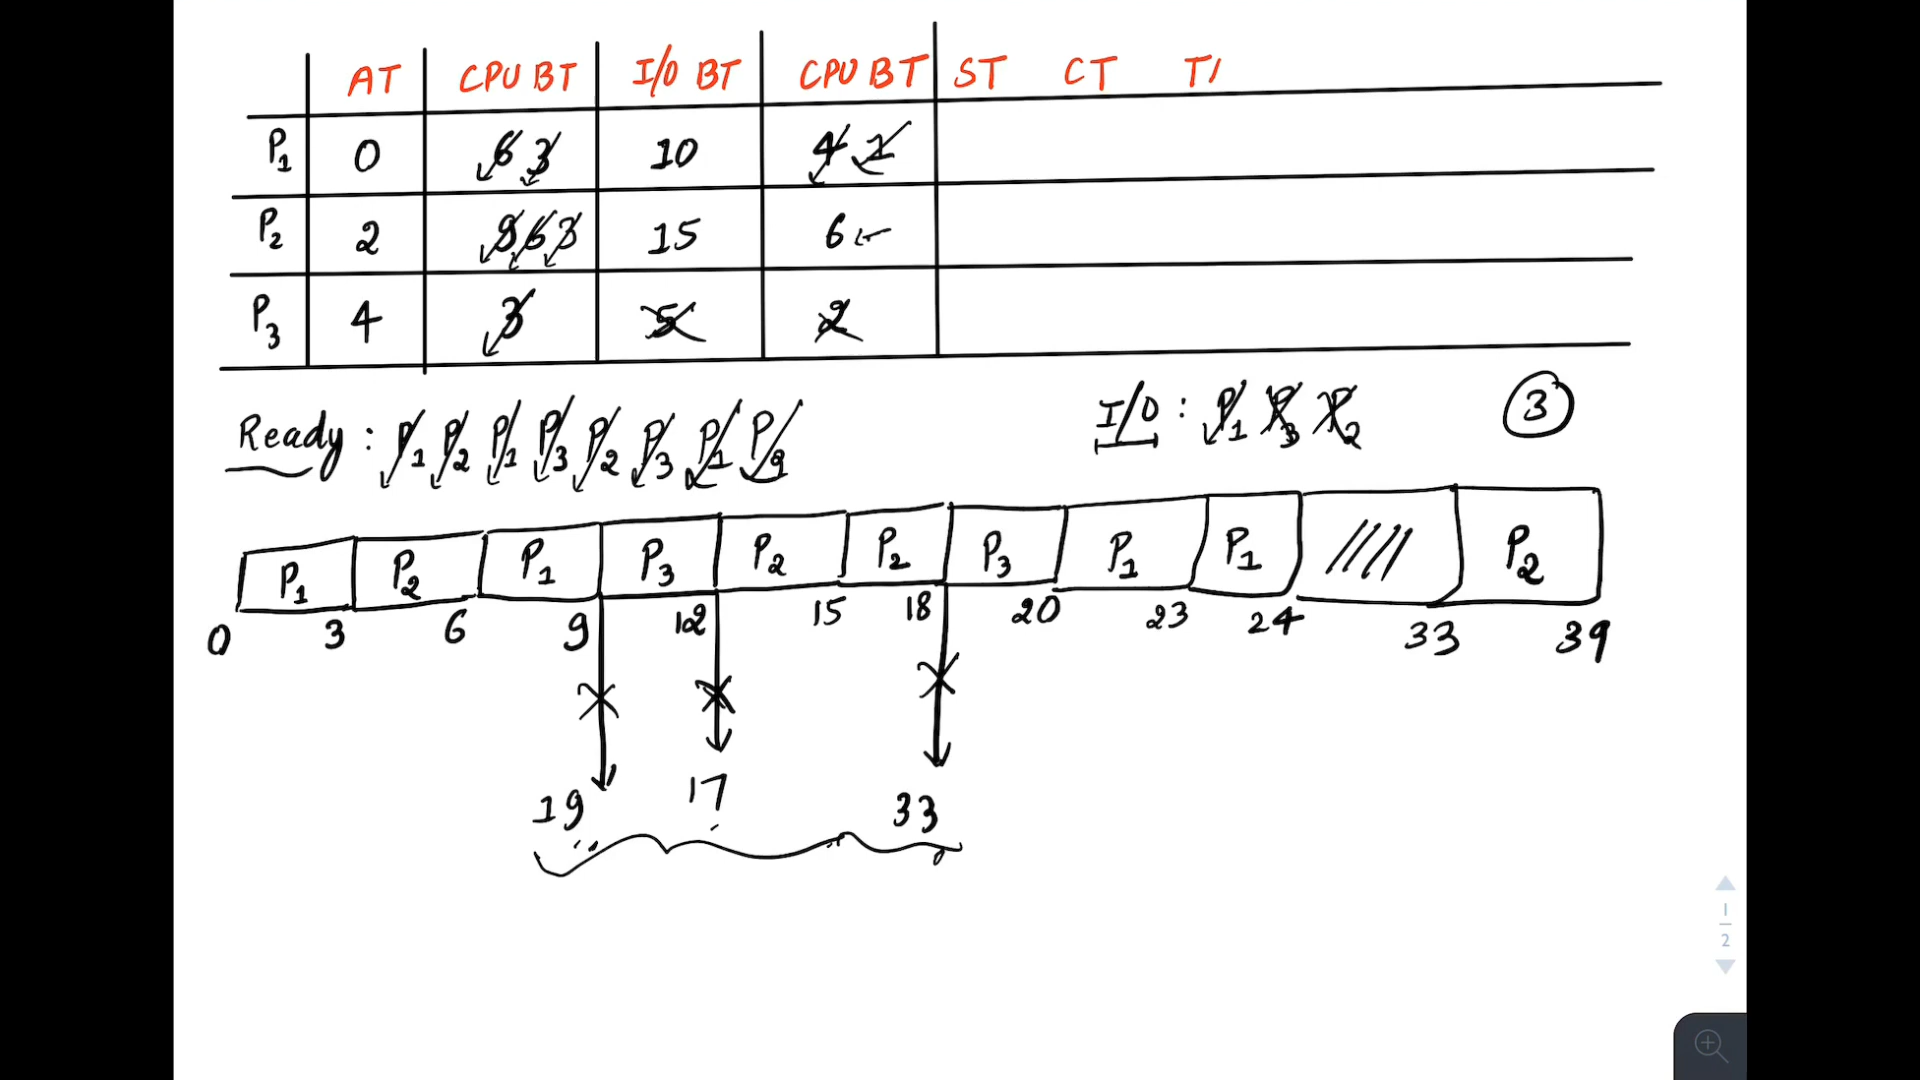 AT CPU BT I/O BT CPU BT ST CT T/
P1 0 6 3 10 4 1
P2 2 9 6 3 15 6
P3 4 3 5 2
Ready : P1 P2 P1 P3 P2 P3 P1 P
I/O : P1 P3 P2
3
P1 P2 P1 P3 P2 P2 P3 P1 P1 //// P2
0 3 6 9 12 15 18 20 23 24 33 39
19 17 33
1
2